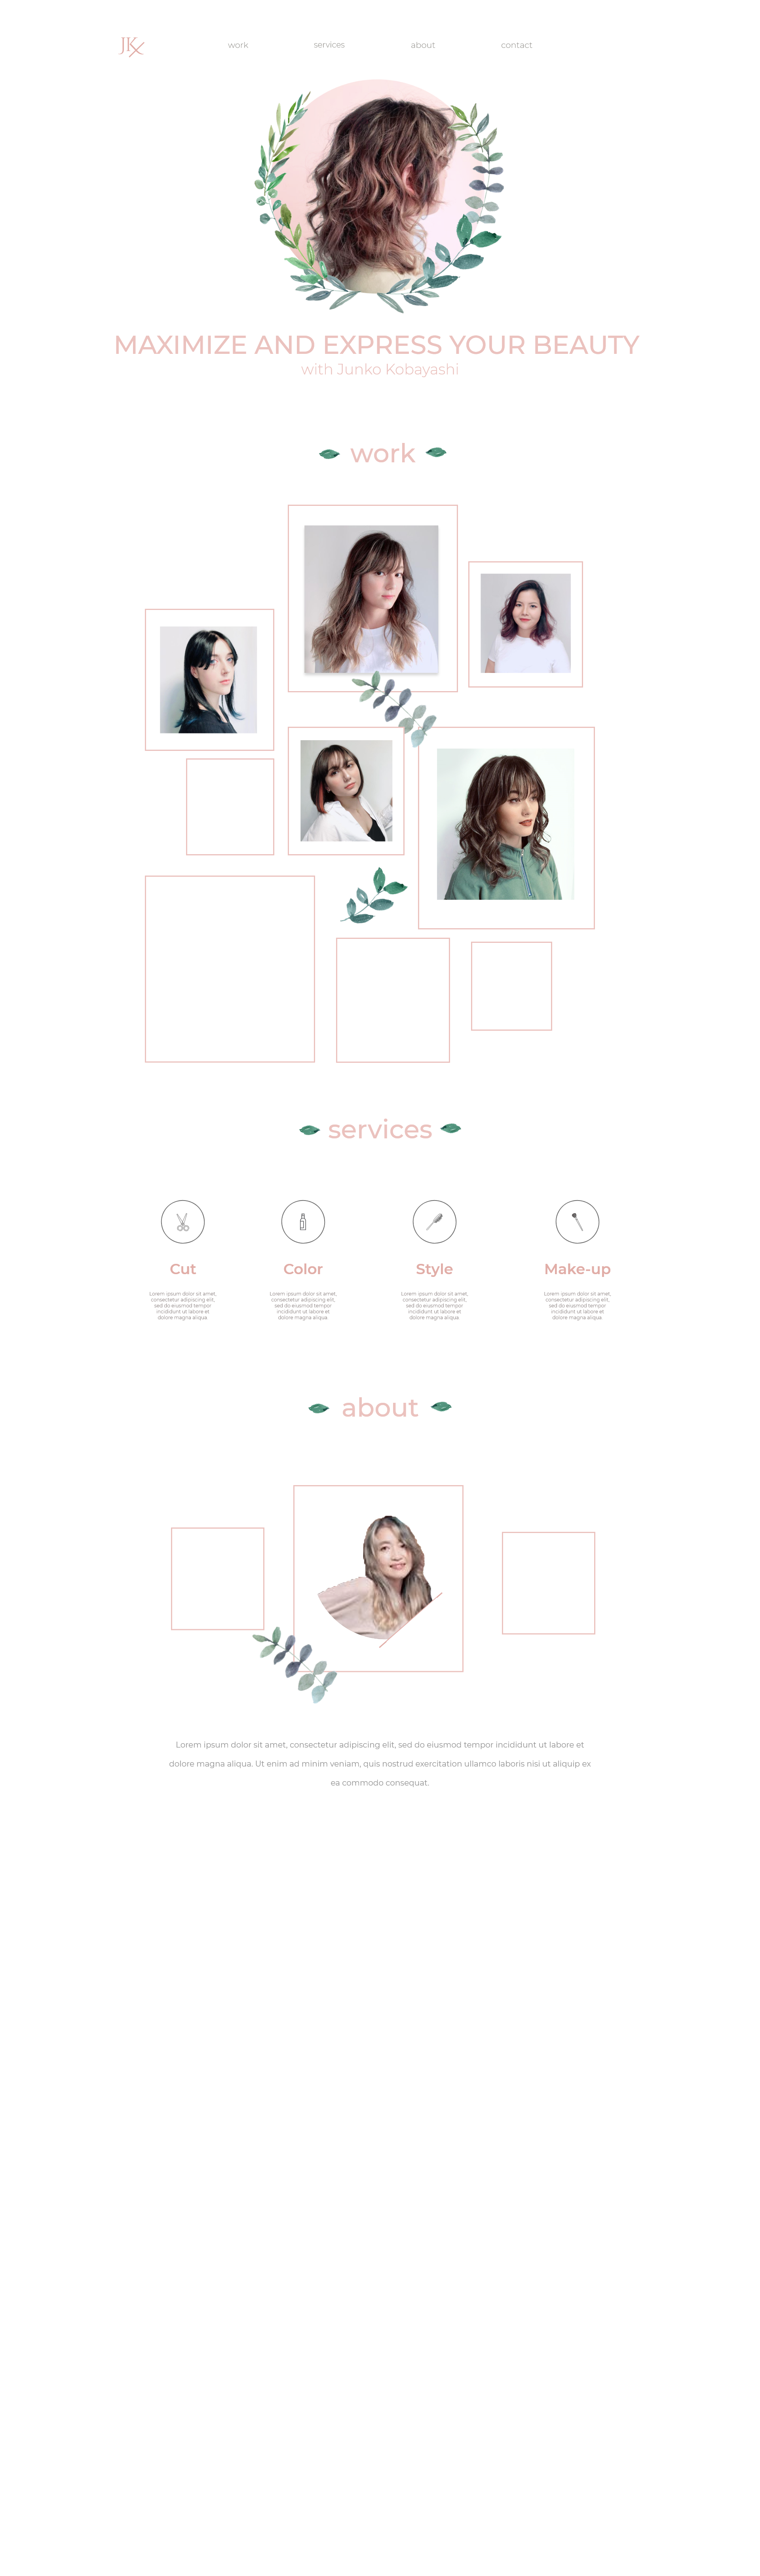 JK
work services about contact
MAXIMIZE AND EXPRESS YOUR BEAUTY
with Junko Kobayashi
work
services
Cut Color Style Make-up
Lorem ipsum dolor sit amet,
consectetur adipiscing elit,
sed do eiusmod tempor
incididunt ut labore et
dolore magna aliqua.
Lorem ipsum dolor sit amet,
consectetur adipiscing elit,
sed do eiusmod tempor
incididunt ut labore et
dolore magna aliqua.
Lorem ipsum dolor sit amet,
consectetur adipiscing elit,
sed do eiusmod tempor
incididunt ut labore et
dolore magna aliqua.
Lorem ipsum dolor sit amet,
consectetur adipiscing elit,
sed do eiusmod tempor
incididunt ut labore et
dolore magna aliqua.
about
Lorem ipsum dolor sit amet, consectetur adipiscing elit, sed do eiusmod tempor incididunt ut labore et
dolore magna aliqua. Ut enim ad minim veniam, quis nostrud exercitation ullamco laboris nisi ut aliquip ex
ea commodo consequat.